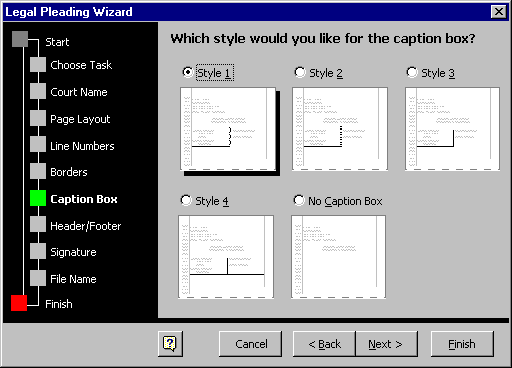 Legal Pleading Wizard
Start
Choose Task
Court Name
Page Layout
Line Numbers
Borders
Caption Box
Header/Footer
Signature
File Name
Finish
Which style would you like for the caption box?
Style 1 Style 2 Style 3
Style 4 No Caption Box
? Cancel < Back Next > Finish